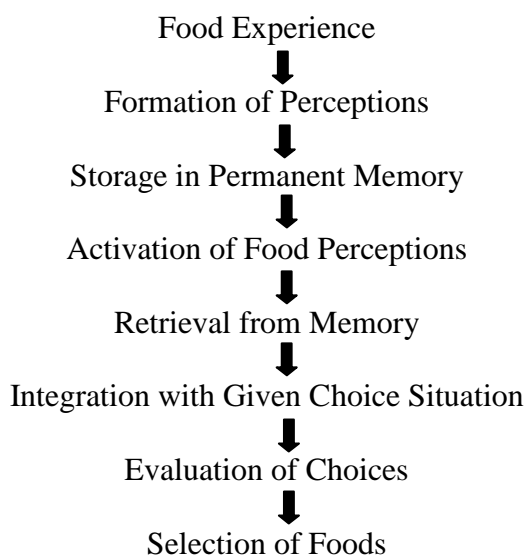 Food Experience
Formation of Perceptions
Storage in Permanent Memory
Activation of Food Perceptions
Retrieval from Memory
Integration with Given Choice Situation
Evaluation of Choices
Selection of Foods